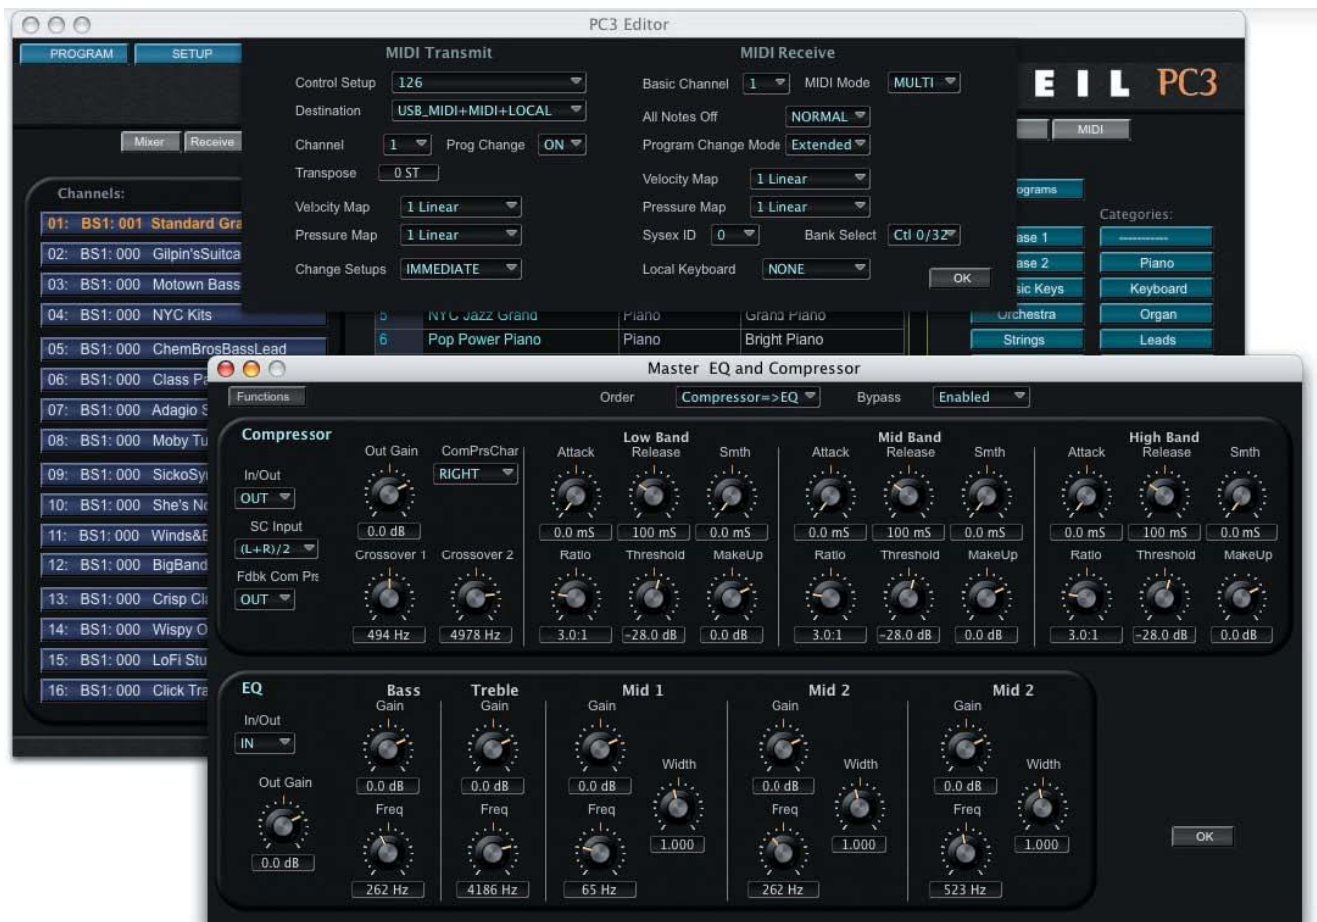 PC3 Editor
PROGRAM SETUP
MIDI Transmit
Control Setup 126
Destination USB_MIDI+MIDI+LOCAL
Channel 1 Prog Change ON
Transpose 0 ST
Velocity Map 1 Linear
Pressure Map 1 Linear
Change Setups IMMEDIATE
MIDI Receive
Basic Channel 1 MIDI Mode MULTI
All Notes Off NORMAL
Program Change Mode Extended
Velocity Map 1 Linear
Pressure Map 1 Linear
Sysex ID 0 Bank Select Ctl 0/32
Local Keyboard NONE
OK
E I L PC3
MIDI
Mixer Receive
Channels:
01: BS1: 001 Standard Gra
02: BS1: 000 Gilpin'sSuitca
03: BS1: 000 Motown Bass
04: BS1: 000 NYC Kits
05: BS1: 000 ChemBrosBassLead
06: BS1: 000 Class Pa
07: BS1: 000 Adagio S
08: BS1: 000 Moby Tu
09: BS1: 000 SickoSy
10: BS1: 000 She's No
11: BS1: 000 Winds&B
12: BS1: 000 BigBand
13: BS1: 000 Crisp Cl
14: BS1: 000 Wispy O
15: BS1: 000 LoFi Stu
16: BS1: 000 Click Tra
5 NYC Jazz Grand Piano Grand Piano
6 Pop Power Piano Piano Bright Piano
ograms
Categories:
ase 1 -----------
ase 2 Piano
sic Keys Keyboard
Orchestra Organ
Strings Leads
Master EQ and Compressor
Functions
Order Compressor=>EQ Bypass Enabled
Compressor
In/Out
OUT
SC Input
(L+R)/2
Fdbk Com Prs
OUT
Out Gain ComPrsChan
RIGHT
0.0 dB
Crossover 1 Crossover 2
494 Hz 4978 Hz
Low Band
Attack Release Smth
0.0 mS 100 mS 0.0 mS
Ratio Threshold MakeUp
3.0:1 -28.0 dB 0.0 dB
Mid Band
Attack Release Smth
0.0 mS 100 mS 0.0 mS
Ratio Threshold MakeUp
3.0:1 -28.0 dB 0.0 dB
High Band
Attack Release Smth
0.0 mS 100 mS 0.0 mS
Ratio Threshold MakeUp
3.0:1 -28.0 dB 0.0 dB
EQ
In/Out
IN
Out Gain
0.0 dB
Bass
Gain
0.0 dB
Freq
262 Hz
Treble
Gain
0.0 dB
Freq
4186 Hz
Mid 1
Gain
0.0 dB
Width
1.000
Freq
65 Hz
Mid 2
Gain
0.0 dB
Width
1.000
Freq
262 Hz
Mid 2
Gain
0.0 dB
Width
1.000
Freq
523 Hz
OK